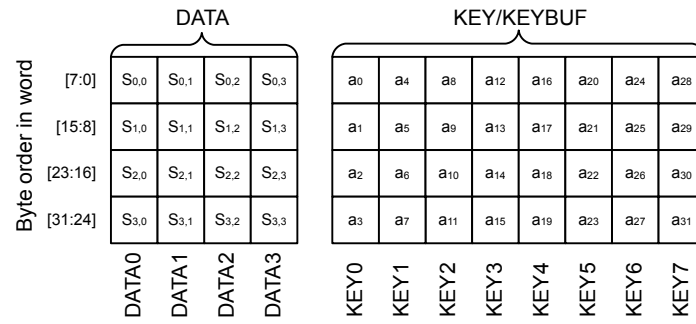 DATA KEY/KEYBUF
Byte order in word
[7:0] S0,0 S0,1 S0,2 S0,3 a0 a4 a8 a12 a16 a20 a24 a28
[15:8] S1,0 S1,1 S1,2 S1,3 a1 a5 a9 a13 a17 a21 a25 a29
[23:16] S2,0 S2,1 S2,2 S2,3 a2 a6 a10 a14 a18 a22 a26 a30
[31:24] S3,0 S3,1 S3,2 S3,3 a3 a7 a11 a15 a19 a23 a27 a31
DATA0 DATA1 DATA2 DATA3 KEY0 KEY1 KEY2 KEY3 KEY4 KEY5 KEY6 KEY7